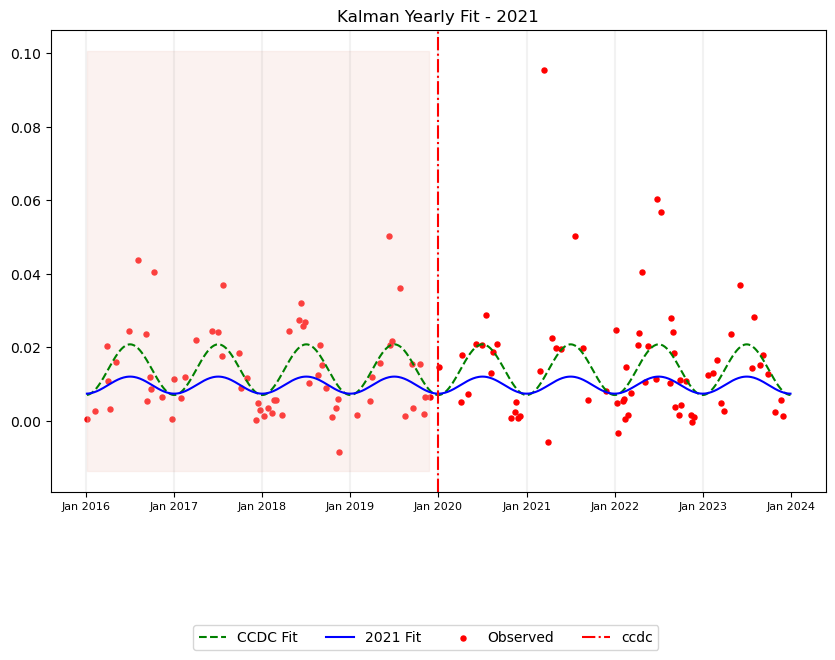 Kalman Yearly Fit - 2021
0.10
0.08
0.06
0.04
0.02
0.00
Jan 2016 Jan 2017 Jan 2018 Jan 2019 Jan 2020 Jan 2021 Jan 2022 Jan 2023 Jan 2024
CCDC Fit 2021 Fit Observed ccdc